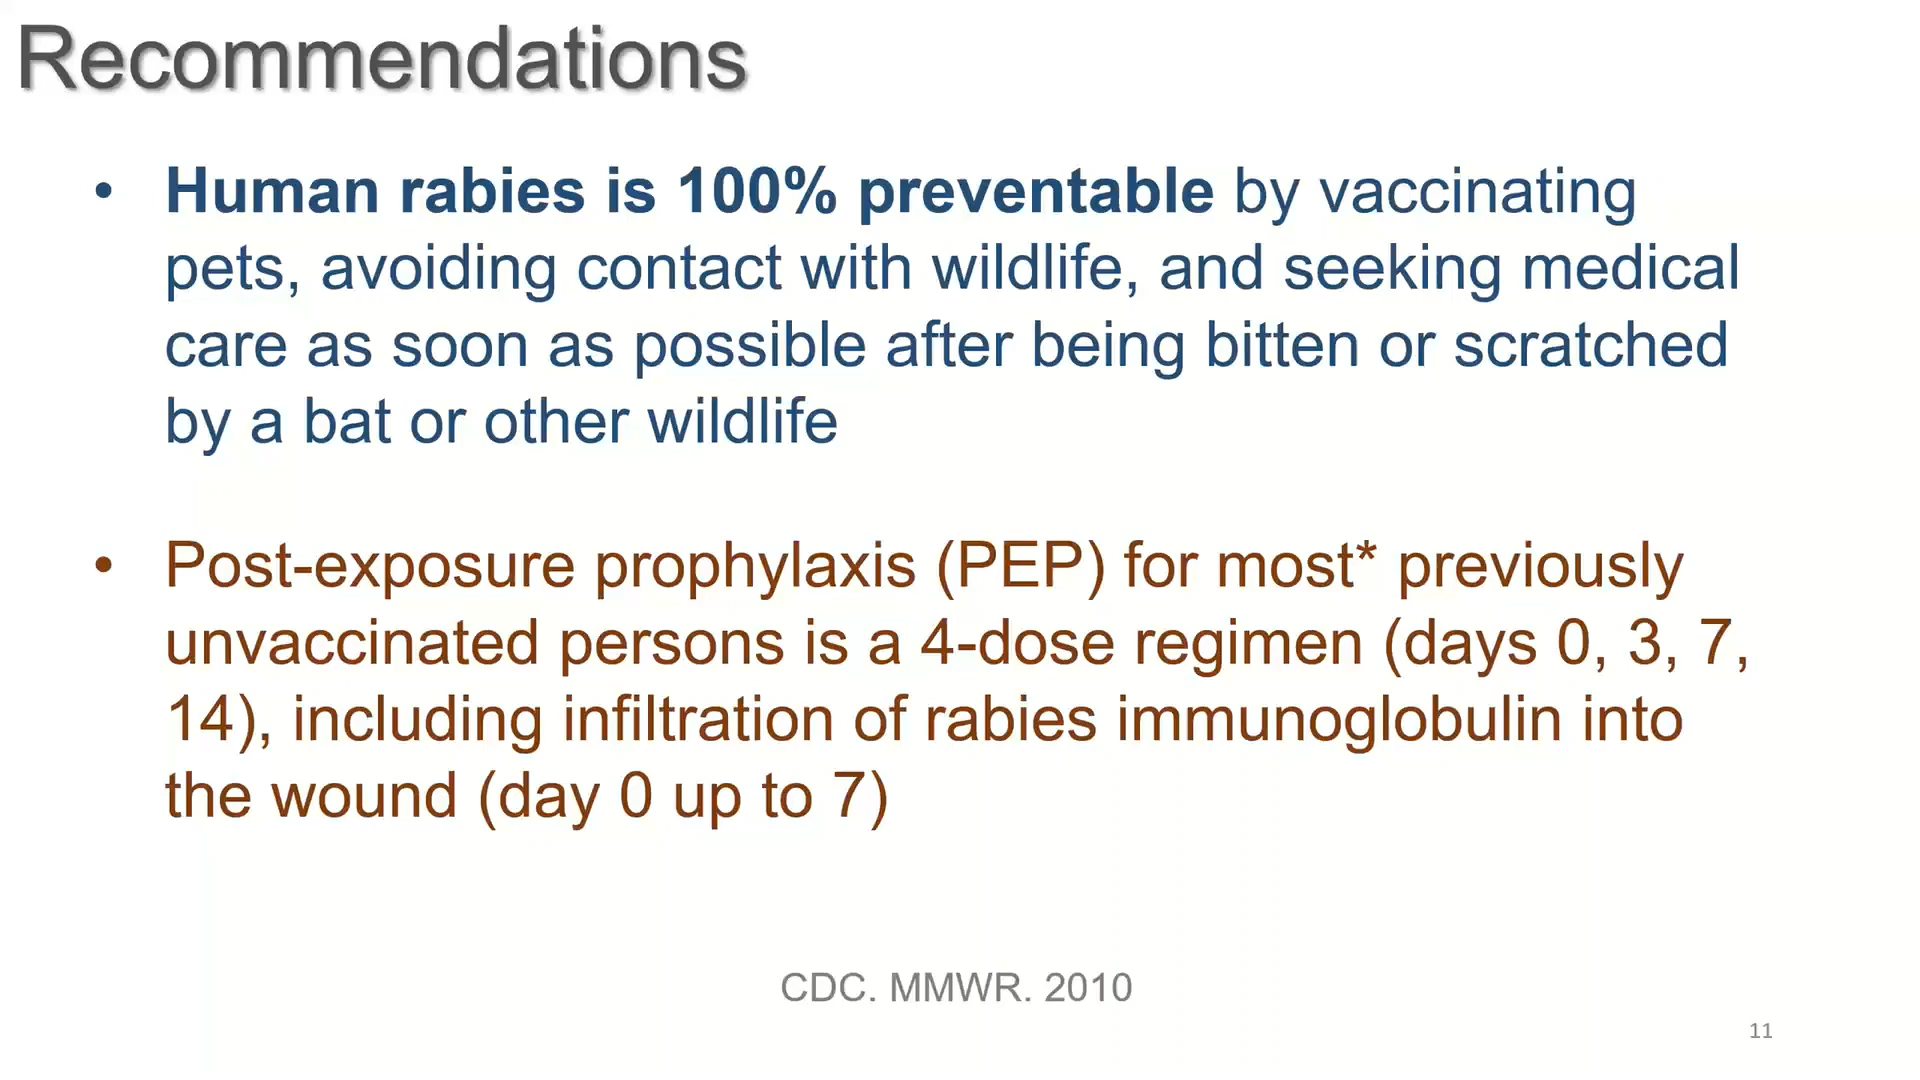 Recommendations
• Human rabies is 100% preventable by vaccinating
pets, avoiding contact with wildlife, and seeking medical
care as soon as possible after being bitten or scratched
by a bat or other wildlife
• Post-exposure prophylaxis (PEP) for most* previously
unvaccinated persons is a 4-dose regimen (days 0, 3, 7,
14), including infiltration of rabies immunoglobulin into
the wound (day 0 up to 7)
CDC. MMWR. 2010
11